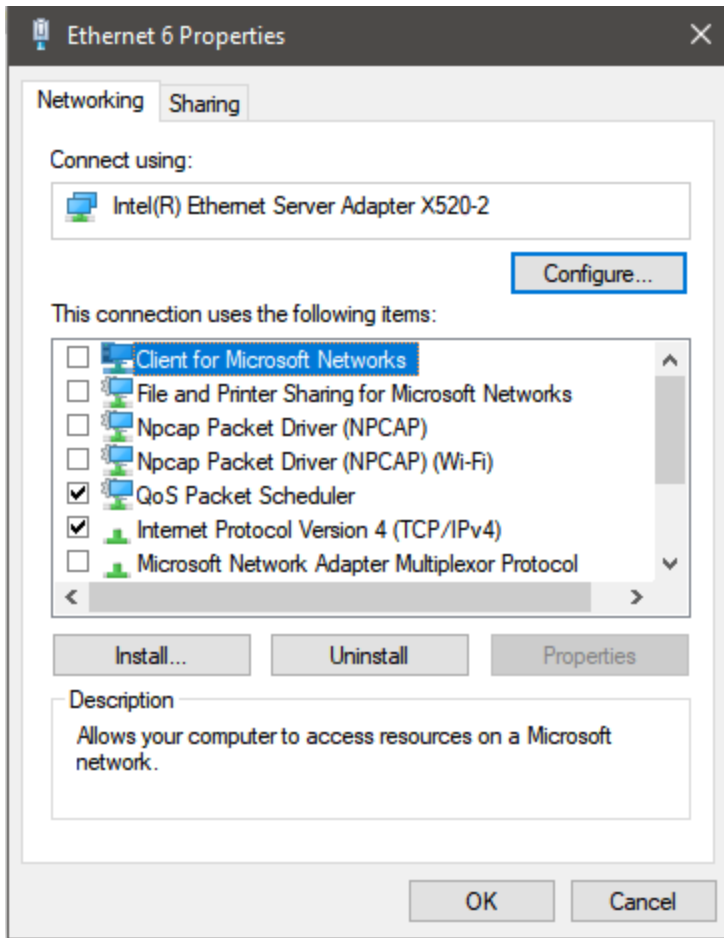 Ethernet 6 Properties
Networking
Sharing
Connect using:
Intel(R) Ethernet Server Adapter X520-2
Configure...
This connection uses the following items:
Client for Microsoft Networks
File and Printer Sharing for Microsoft Networks
Npcap Packet Driver (NPCAP)
Npcap Packet Driver (NPCAP) (Wi-Fi)
QoS Packet Scheduler
Internet Protocol Version 4 (TCP/IPv4)
Microsoft Network Adapter Multiplexor Protocol
Install...
Uninstall
Properties
Description
Allows your computer to access resources on a Microsoft
network.
OK
Cancel